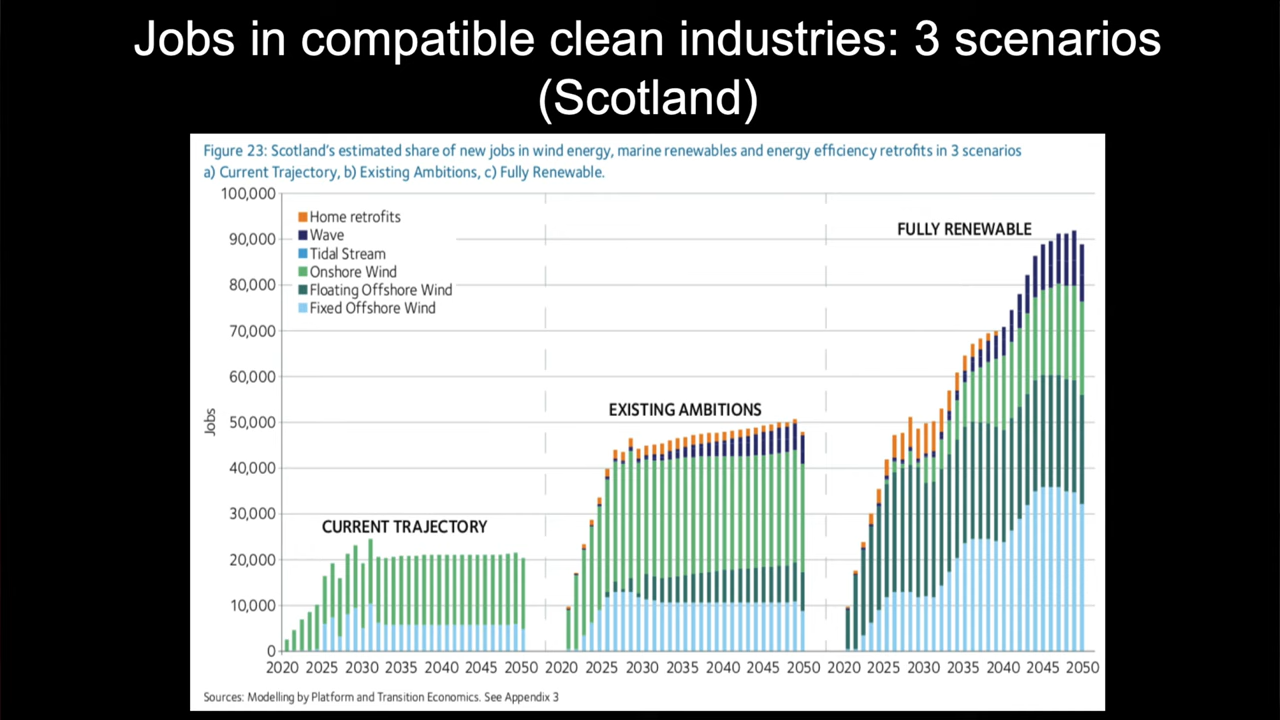 Jobs in compatible clean industries: 3 scenarios
(Scotland)
Figure 23: Scotland's estimated share of new jobs in wind energy, marine renewables and energy efficiency retrofits in 3 scenarios
a) Current Trajectory, b) Existing Ambitions, c) Fully Renewable.
100,000
90,000
80,000
70,000
60,000
50,000
40,000
30,000
20,000
10,000
0
Jobs
Home retrofits
Wave
Tidal Stream
Onshore Wind
Floating Offshore Wind
Fixed Offshore Wind
CURRENT TRAJECTORY
EXISTING AMBITIONS
FULLY RENEWABLE
2020 2025 2030 2035 2040 2045 2050 2020 2025 2030 2035 2040 2045 2050 2020 2025 2030 2035 2040 2045 2050
Sources: Modelling by Platform and Transition Economics. See Appendix 3